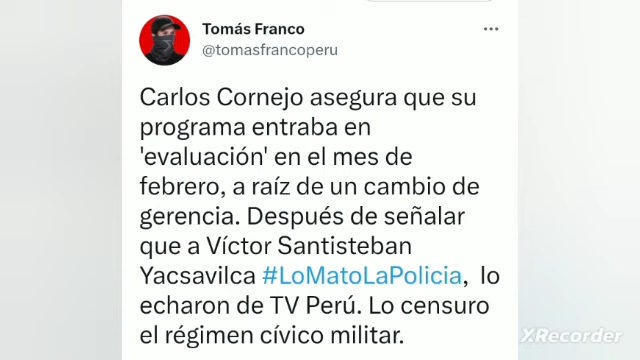 Tomás Franco
@tomasfrancoperu
Carlos Cornejo asegura que su
programa entraba en
'evaluación' en el mes de
febrero, a raíz de un cambio de
gerencia. Después de señalar
que a Víctor Santisteban
Yacsavilca #LoMatoLaPolicia, lo
echaron de TV Perú. Lo censuro
el régimen cívico militar.
XRecorder